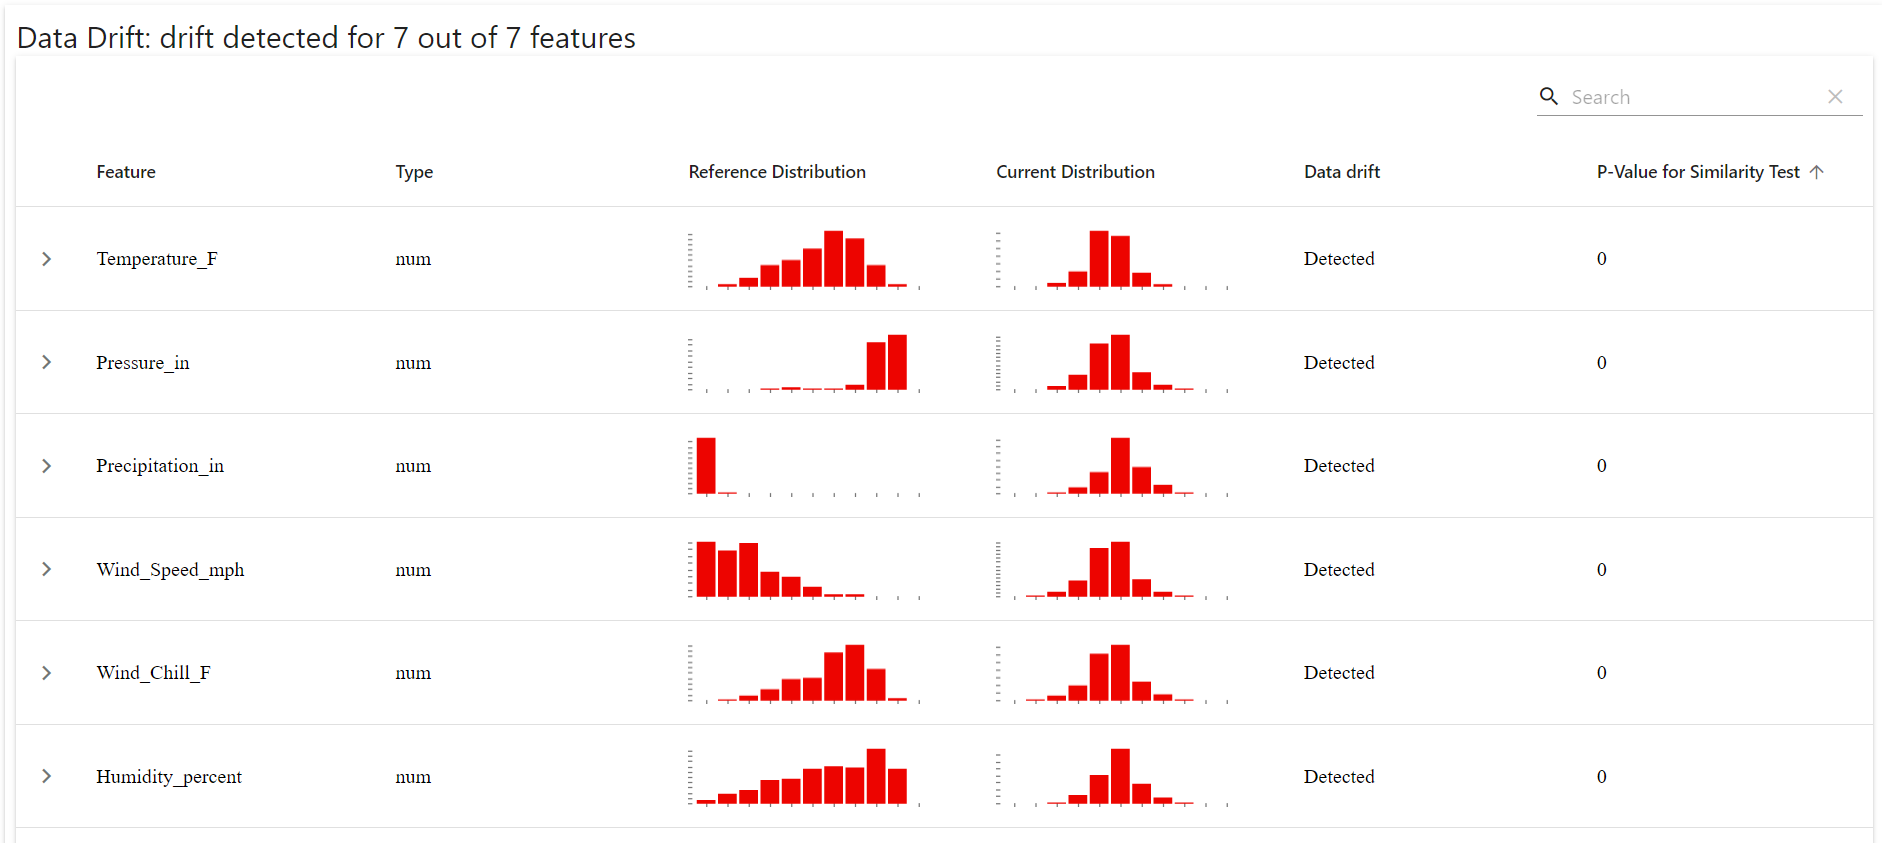 Data Drift: drift detected for 7 out of 7 features
Search
Feature Type Reference Distribution Current Distribution Data drift P-Value for Similarity Test
Temperature_F num Detected 0
Pressure_in num Detected 0
Precipitation_in num Detected 0
Wind_Speed_mph num Detected 0
Wind_Chill_F num Detected 0
Humidity_percent num Detected 0